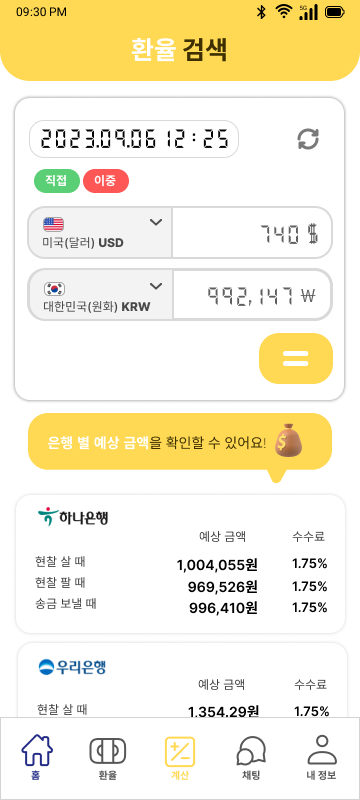 09:30 PM
5G
환율 검색
2023.09.06 12:25
직접 이중
미국(달러) USD
740 $
대한민국(원화) KRW
992,147 ₩
=
은행 별 예상 금액을 확인할 수 있어요!
하나은행
예상 금액 수수료
현찰 살 때 1,004,055원 1.75%
현찰 팔 때 969,526원 1.75%
송금 보낼 때 996,410원 1.75%
우리은행
예상 금액 수수료
현찰 살 때 1,354,29원 1.75%
홈 환율 계산 채팅 내 정보